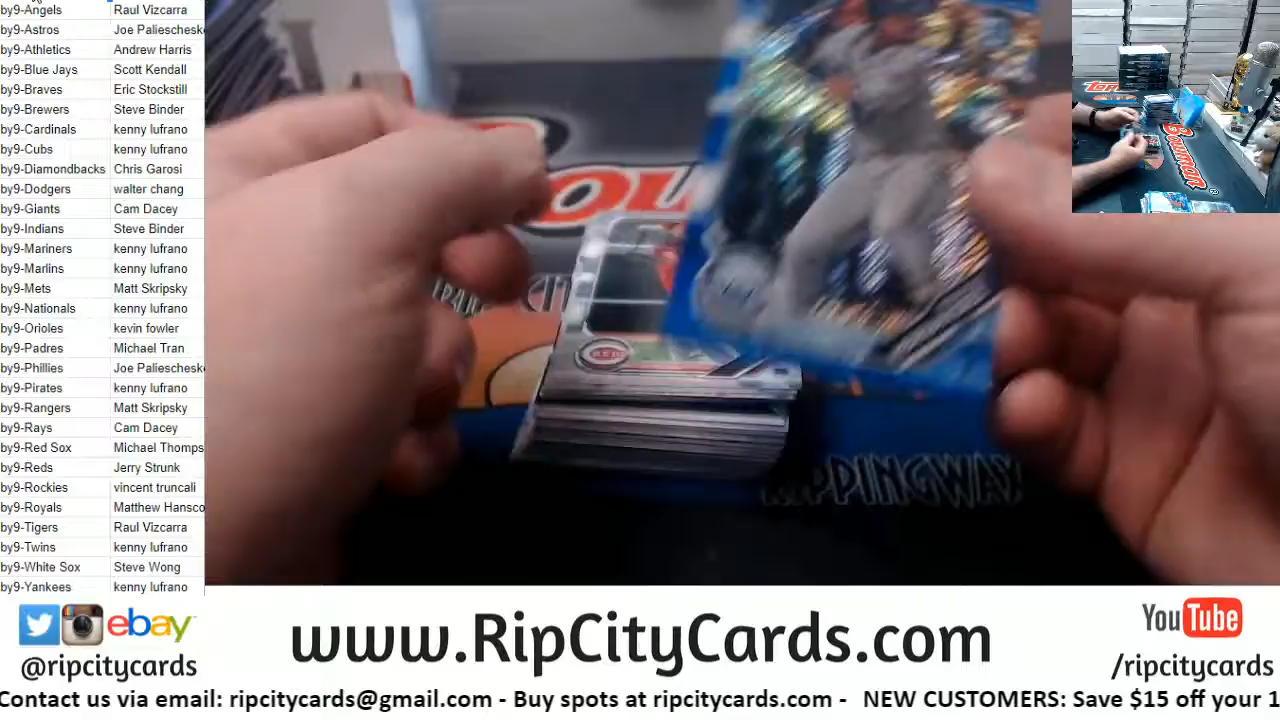 by9-Angels Raul Vizcarra
by9-Astros Joe Palieschesk
by9-Athletics Andrew Harris
by9-Blue Jays Scott Kendall
by9-Braves Eric Stockstill
by9-Brewers Steve Binder
by9-Cardinals kenny lufrano
by9-Cubs kenny lufrano
by9-Diamondbacks Chris Garosi
by9-Dodgers walter chang
by9-Giants Cam Dacey
by9-Indians Steve Binder
by9-Mariners kenny lufrano
by9-Marlins kenny lufrano
by9-Mets Matt Skripsky
by9-Nationals kenny lufrano
by9-Orioles kevin fowler
by9-Padres Michael Tran
by9-Phillies Joe Paliescheske
by9-Pirates kenny lufrano
by9-Rangers Matt Skripsky
by9-Rays Cam Dacey
by9-Red Sox Michael Thomps
by9-Reds Jerry Strunk
by9-Rockies vincent truncali
by9-Royals Matthew Hansco
by9-Tigers Raul Vizcarra
by9-Twins kenny lufrano
by9-White Sox Steve Wong
by9-Yankees kenny lufrano
Bowman
REDS
RIPPINGWAX
ebay
@ripcitycards
www.RipCityCards.com
YouTube
/ripcitycards
Contact us via email: ripcitycards@gmail.com - Buy spots at ripcitycards.com - NEW CUSTOMERS: Save $15 off your 1